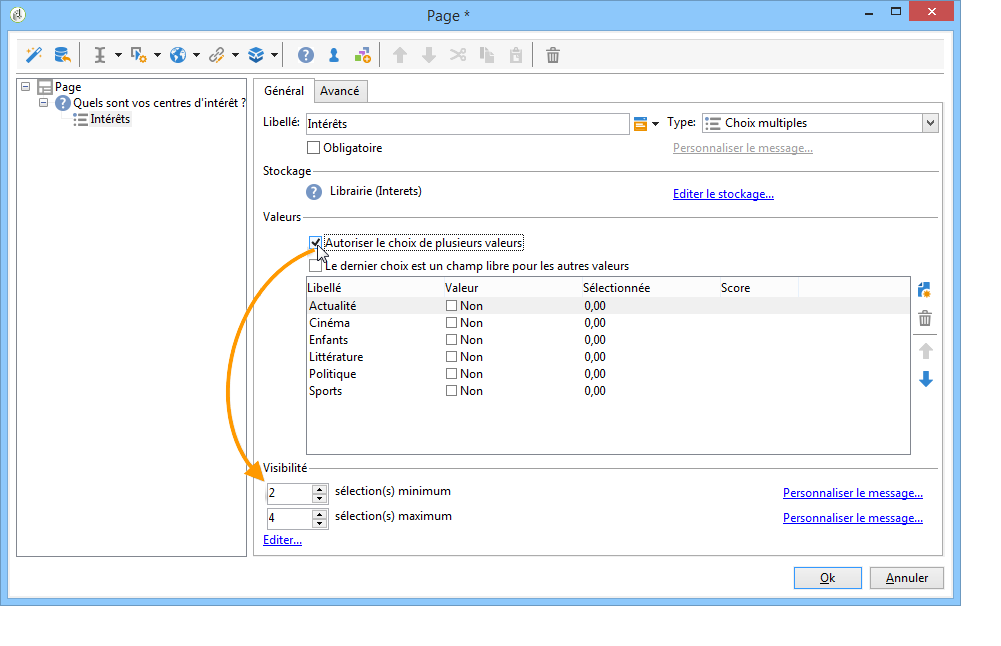 Page *
Page
Quels sont vos centres d'intérêt ?
Intérêts
Général Avancé
Libellé: Intérêts Type: Choix multiples
Obligatoire Personnaliser le message...
Stockage
Librairie (Interets) Editer le stockage...
Valeurs
Autoriser le choix de plusieurs valeurs
Le dernier choix est un champ libre pour les autres valeurs
Libellé Valeur Sélectionnée Score
Actualité Non 0,00
Cinéma Non 0,00
Enfants Non 0,00
Littérature Non 0,00
Politique Non 0,00
Sports Non 0,00
Visibilité
2 sélection(s) minimum Personnaliser le message...
4 sélection(s) maximum Personnaliser le message...
Editer...
Ok Annuler